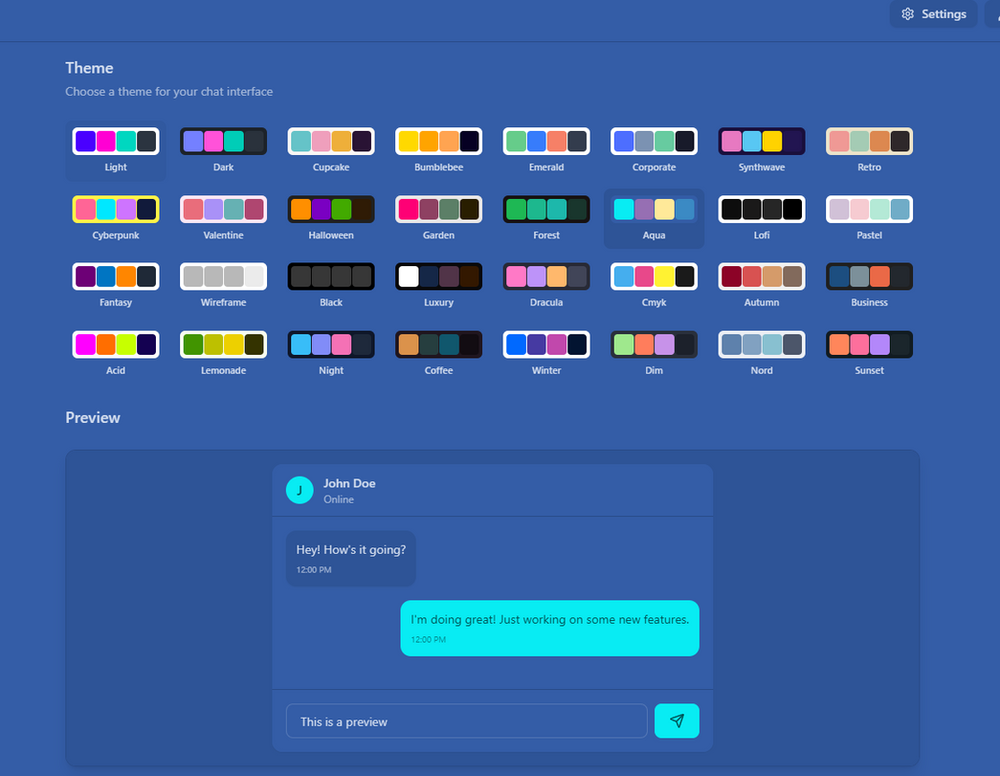 Settings
Theme
Choose a theme for your chat interface
Light Dark Cupcake Bumblebee Emerald Corporate Synthwave Retro
Cyberpunk Valentine Halloween Garden Forest Aqua Lofi Pastel
Fantasy Wireframe Black Luxury Dracula Cmyk Autumn Business
Acid Lemonade Night Coffee Winter Dim Nord Sunset
Preview
J
John Doe
Online
Hey! How's it going?
12:00 PM
I'm doing great! Just working on some new features.
12:00 PM
This is a preview